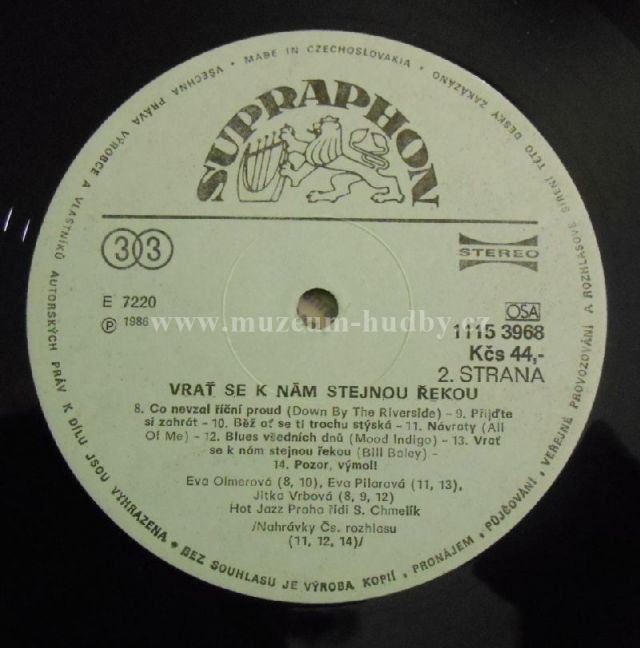 VŠECHNA PRÁVA VÝROBCE A VLASTNÍKŮ AUTORSKÝCH PRÁV K DÍLU JSOU VYHRAZENA • BEZ SOUHLASU JE VÝROBA KOPIÍ, PRONÁJEM, PŮJČOVÁNÍ, VEŘEJNÉ PROVOZOVÁNÍ A ROZHLASOVÉ ŠÍŘENÍ TÉTO DESKY ZAKÁZÁNO • MADE IN CZECHOSLOVAKIA •
SUPRAPHON
33
STEREO
E 7220
OSA
Ⓟ 1986
www.muzeum-hudby.cz
1115 3968
Kčs 44,-
2. STRANA
VRAŤ SE K NÁM STEJNOU ŘEKOU
8. Co nevzal říční proud (Down By The Riverside) - 9. Přijďte
si zahrát - 10. Běž ať se ti trochu stýská - 11. Návraty (All
Of Me) - 12. Blues všedních dnů (Mood Indigo) - 13. Vrať
se k nám stejnou řekou (Bill Baley) -
14. Pozor, výmol!
Eva Olmerová (8, 10), Eva Pilarová (11, 13),
Jitka Vrbová (8, 9, 12)
Hot Jazz Praha řídí S. Chmelík
/Nahrávky Čs. rozhlasu
(11, 12, 14)/